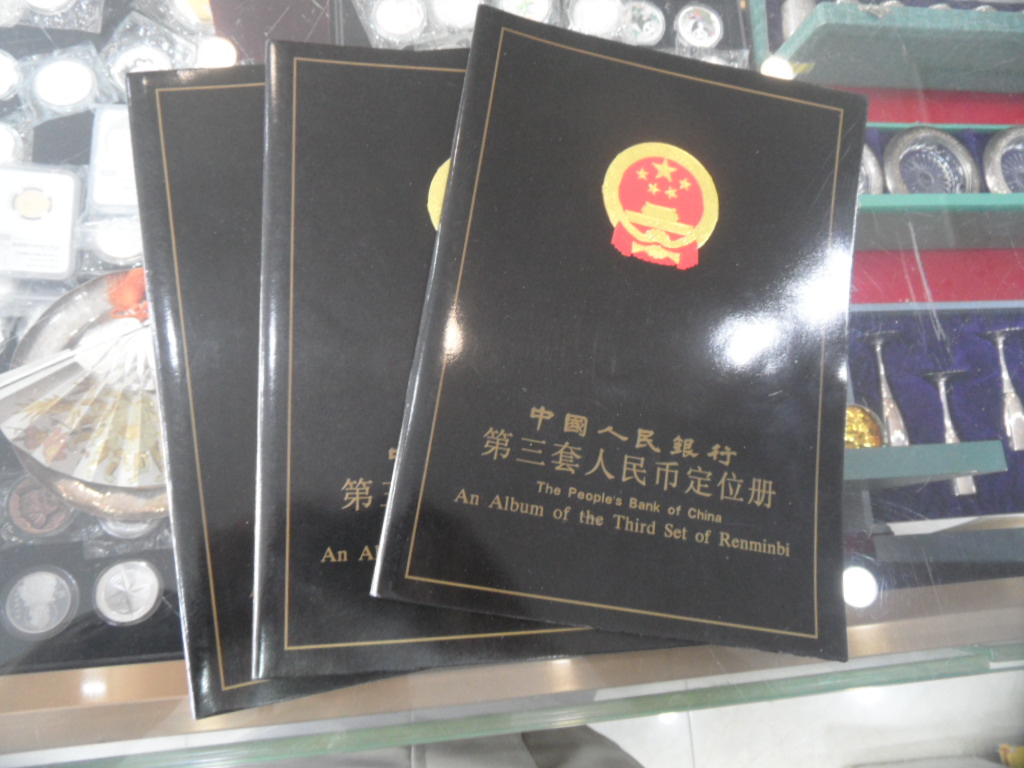 中國人民銀行
第三套人民币定位册
The People's Bank of China
An Album of the Third Set of Renminbi
第三
An Al